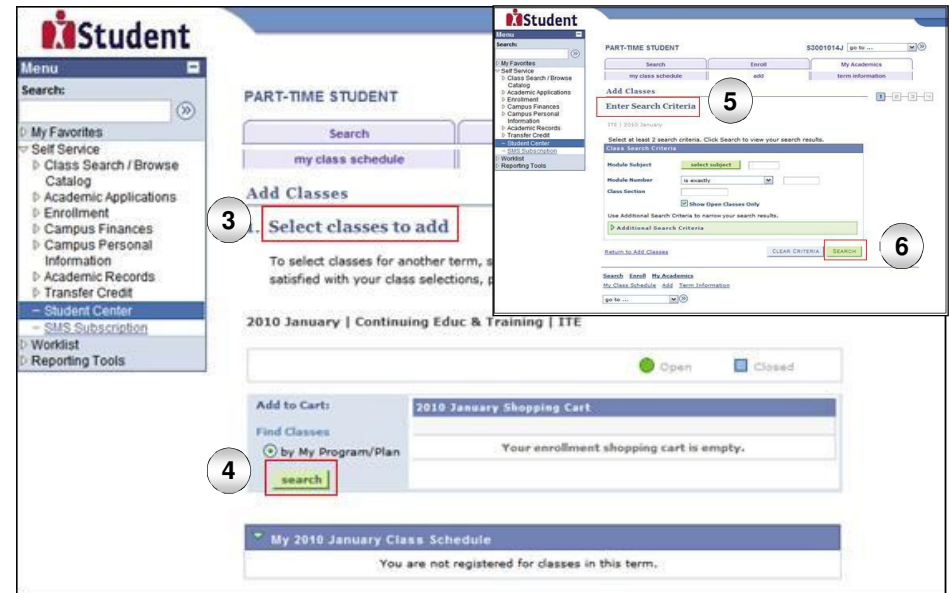 iStudent
Menu
Search:
My Favorites
Self Service
Class Search / Browse
Catalog
Academic Applications
Enrollment
Campus Finances
Campus Personal
Information
Academic Records
Transfer Credit
Student Center
SMS Subscription
Worklist
Reporting Tools
PART-TIME STUDENT
Search
my class schedule
Add Classes
3
1. Select classes to add
To select classes for another term, s
satisfied with your class selections, p
2010 January | Continuing Educ & Training | ITE
Open Closed
Add to Cart:
Find Classes
by My Program/Plan
4
search
2010 January Shopping Cart
Your enrollment shopping cart is empty.
My 2010 January Class Schedule
You are not registered for classes in this term.
iStudent
Menu
Search:
My Favorites
Self Service
Class Search / Browse
Catalog
Academic Applications
Enrollment
Campus Finances
Campus Personal
Information
Academic Records
Transfer Credit
Student Center
SMS Subscription
Worklist
Reporting Tools
PART-TIME STUDENT S3001014J go to ...
Search Enroll My Academics
my class schedule add term information
Add Classes 1 2 3 4
Enter Search Criteria
5
ITE | 2010 January
Select at least 2 search criteria. Click Search to view your search results.
Class Search Criteria
Module Subject select subject
Module Number is exactly
Class Section
Show Open Classes Only
Use Additional Search Criteria to narrow your search results.
Additional Search Criteria
Return to Add Classes CLEAR CRITERIA SEARCH
6
Search Enroll My Academics
My Class Schedule Add Term Information
go to ...